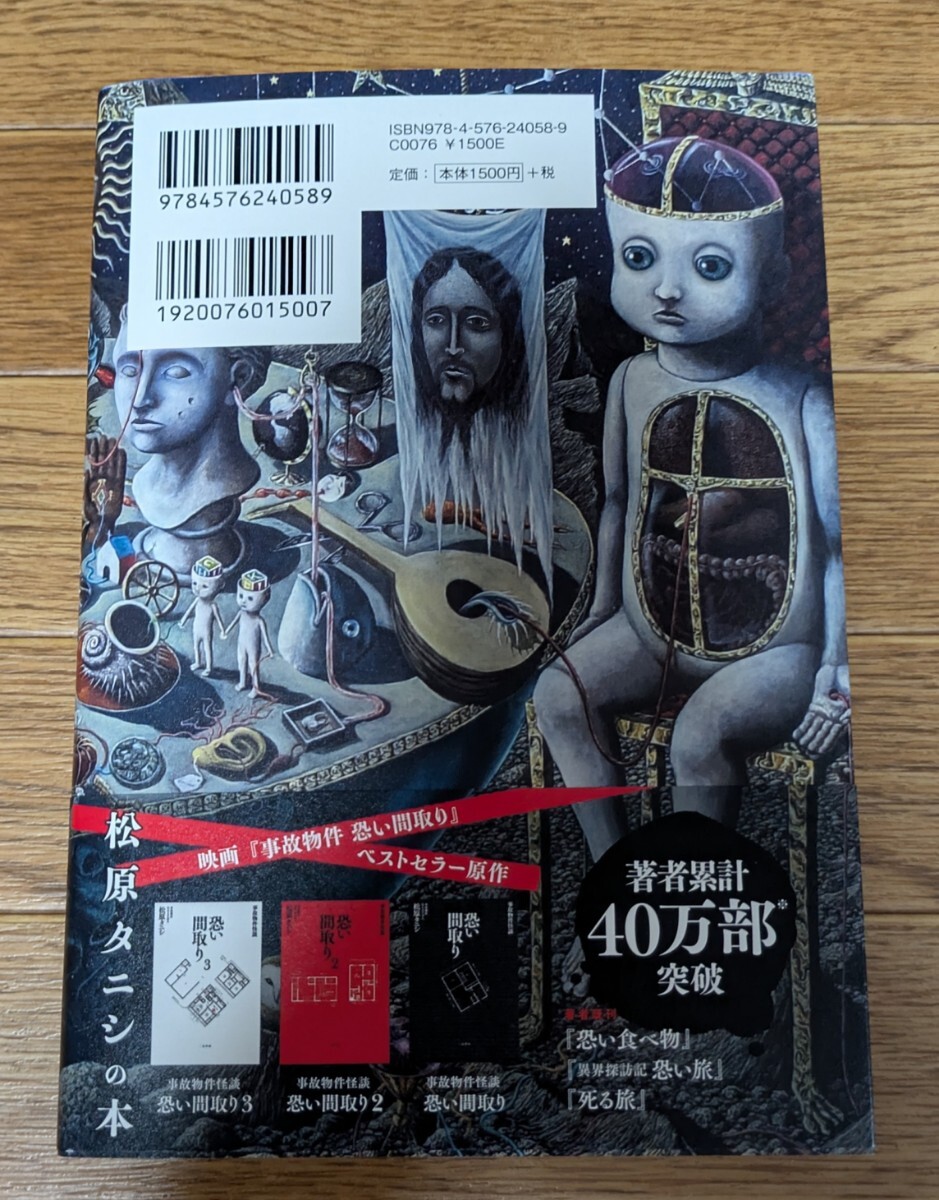 ISBN978-4-576-24058-9
C0076 ¥1500E
定価：本体1500円+税
9784576240589
1920076015007
松原タニシの本
映画『事故物件 恐い間取り』
ベストセラー原作
恐い
間取り3
恐い
間取り2
恐い
間取り
事故物件怪談
恐い間取り3
事故物件怪談
恐い間取り2
事故物件怪談
恐い間取り
著者累計
40万部※
突破
著者既刊
『恐い食べ物』
『異界探訪記 恐い旅』
『死る旅』